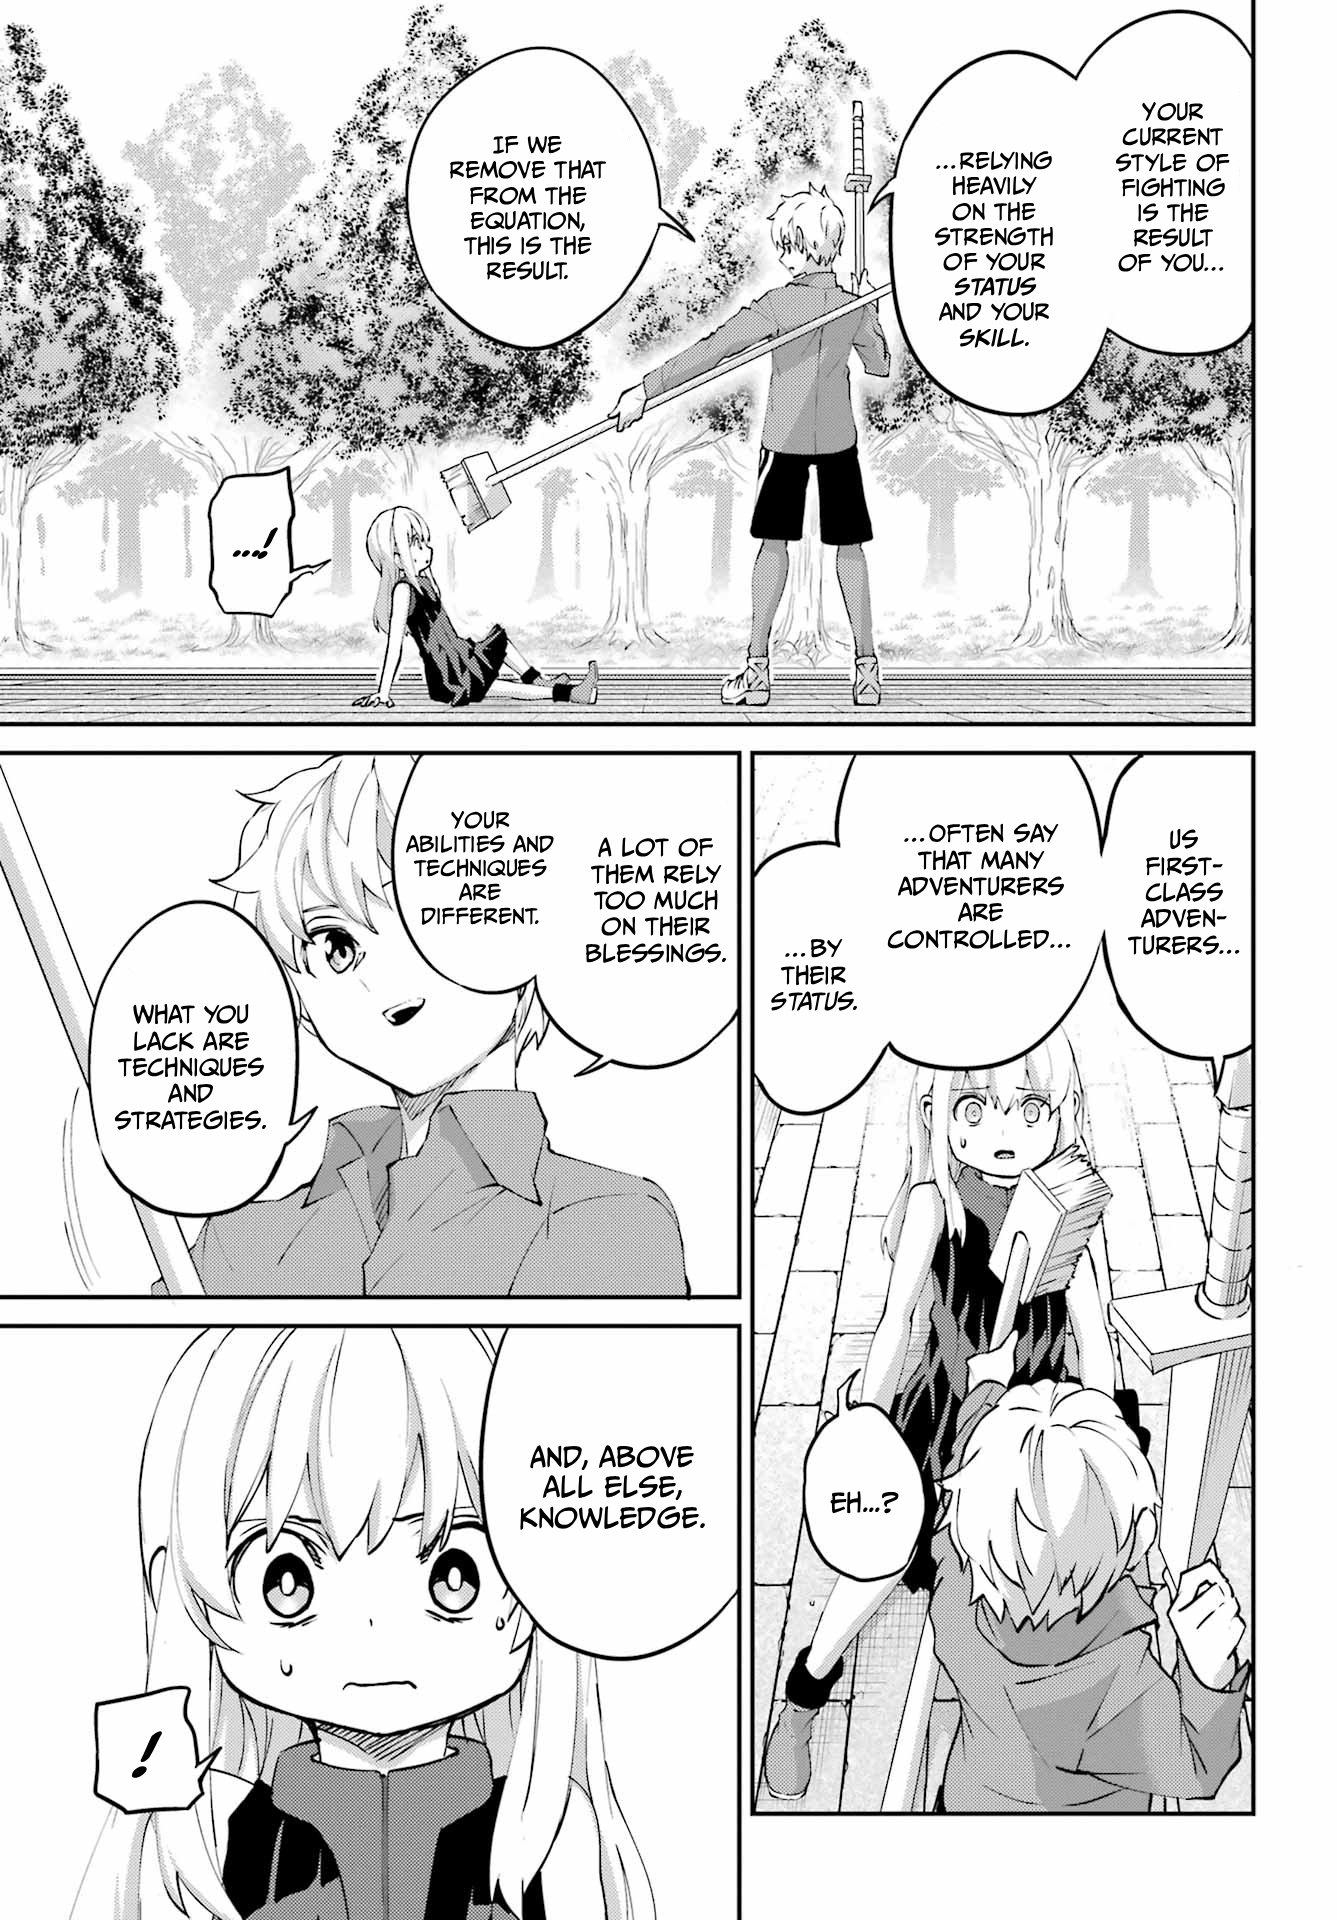 YOUR
CURRENT
STYLE OF
FIGHTING
IS THE
RESULT
OF YOU...
...RELYING
HEAVILY
ON THE
STRENGTH
OF YOUR
STATUS
AND YOUR
SKILL.
IF WE
REMOVE THAT
FROM THE
EQUATION,
THIS IS THE
RESULT.
...!
US
FIRST-
CLASS
ADVEN-
TURERS...
...OFTEN SAY
THAT MANY
ADVENTURERS
ARE
CONTROLLED...
...BY
THEIR
STATUS.
EH...?
A LOT OF
THEM RELY
TOO MUCH
ON THEIR
BLESSINGS.
YOUR
ABILITIES AND
TECHNIQUES
ARE
DIFFERENT.
WHAT YOU
LACK ARE
TECHNIQUES
AND
STRATEGIES.
AND, ABOVE
ALL ELSE,
KNOWLEDGE.
!